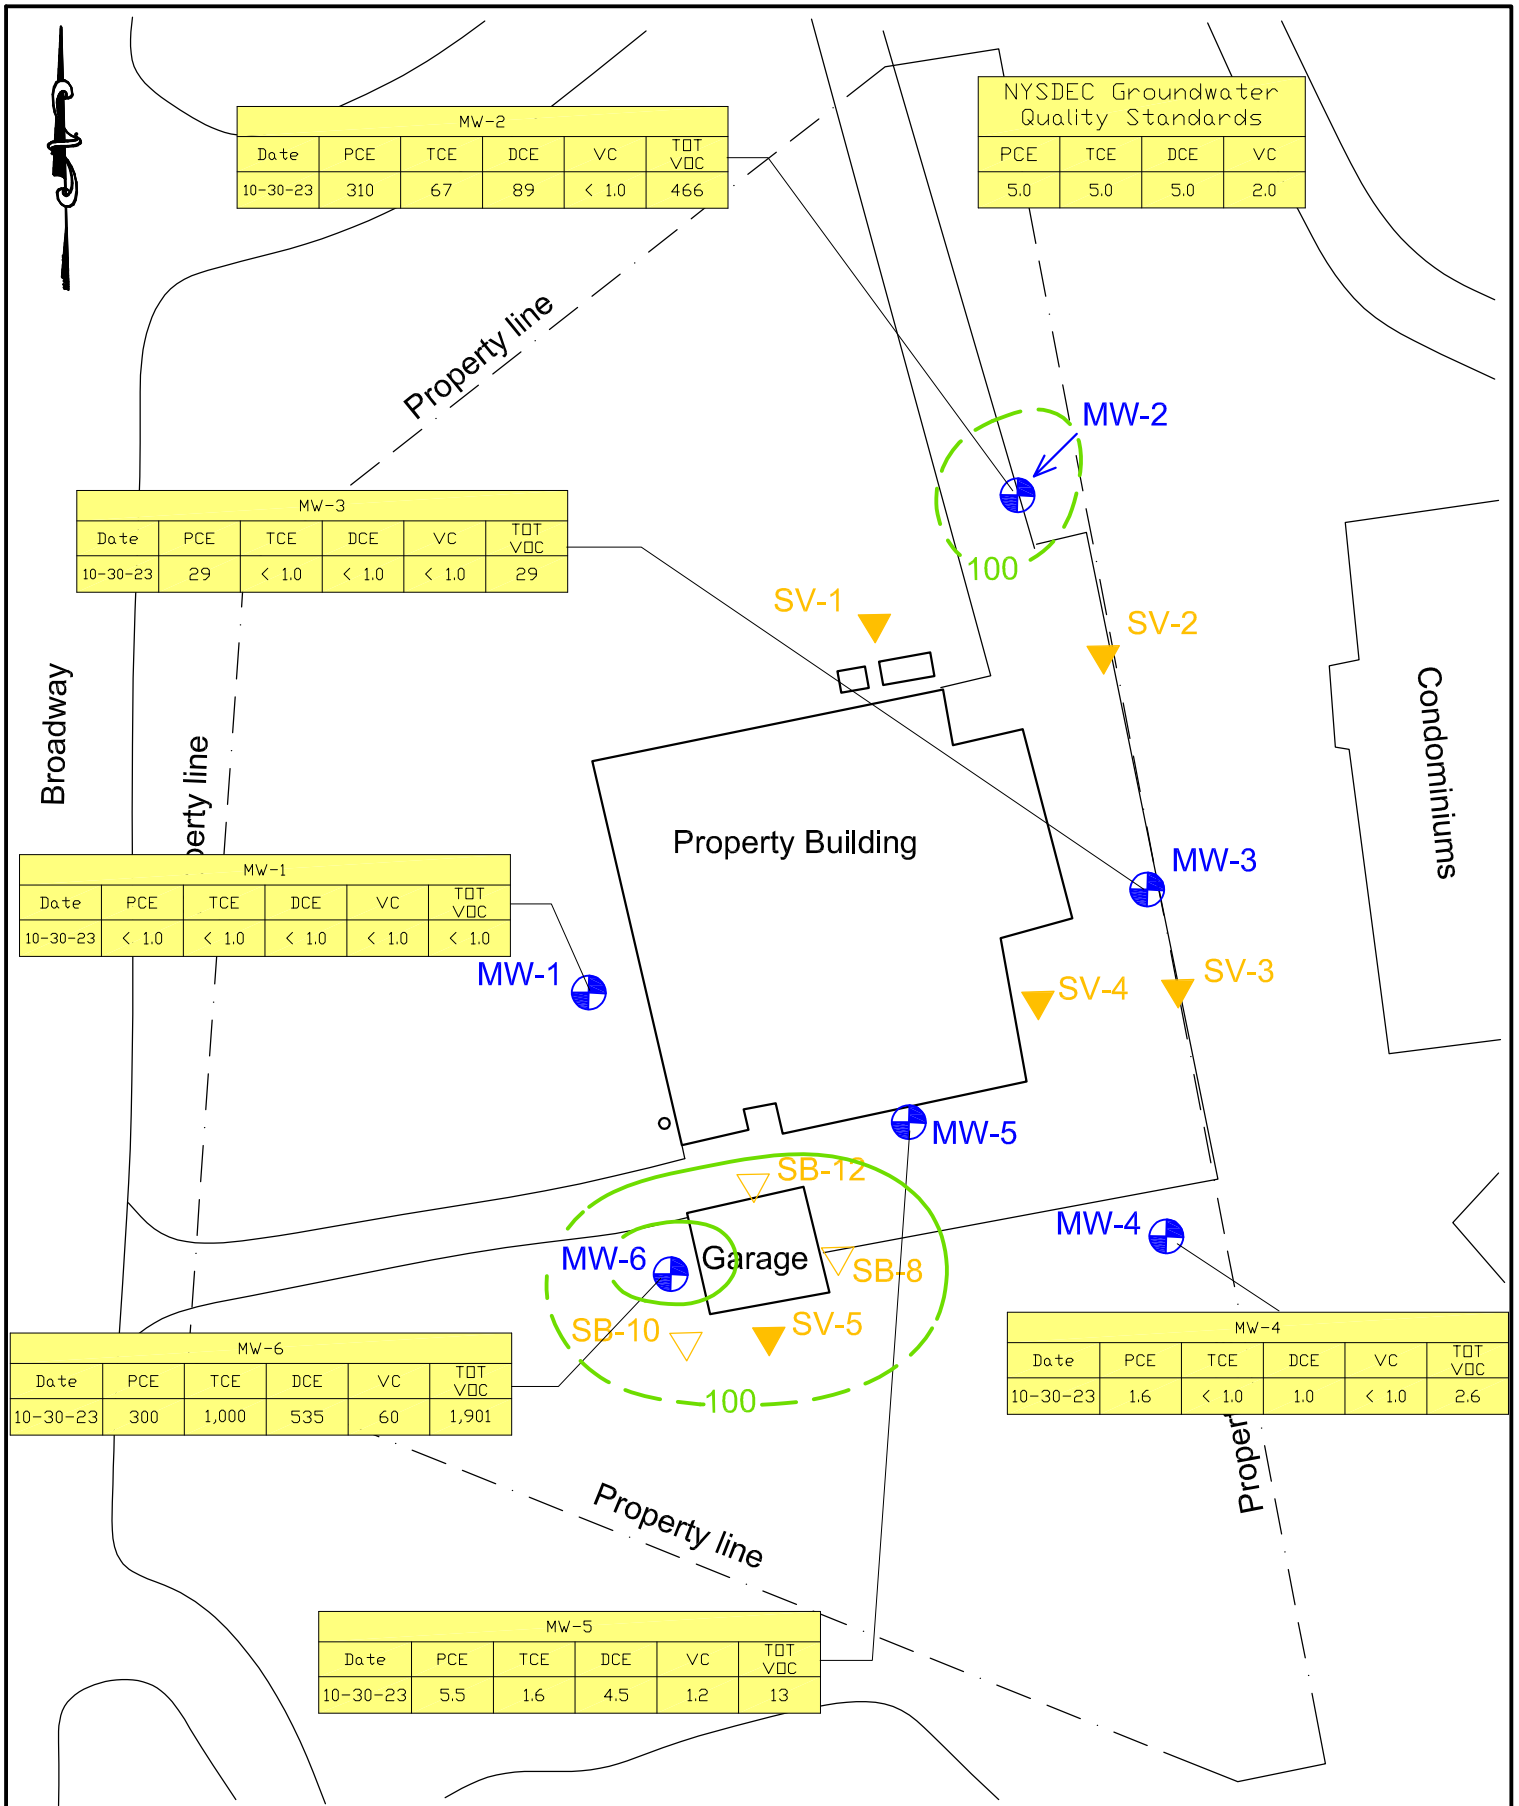 MW-2
Date PCE TCE DCE VC TOT VOC
10-30-23 310 67 89 < 1.0 466
NYSDEC Groundwater
Quality Standards
PCE TCE DCE VC
5.0 5.0 5.0 2.0
Property line
MW-2
MW-3
Date PCE TCE DCE VC TOT VOC
10-30-23 29 < 1.0 < 1.0 < 1.0 29
100
SV-1
SV-2
Broadway
perty line
Condominiums
Property Building
MW-3
MW-1
Date PCE TCE DCE VC TOT VOC
10-30-23 < 1.0 < 1.0 < 1.0 < 1.0 < 1.0
MW-1
SV-4
SV-3
MW-5
SB-12
MW-4
MW-6
Garage
SB-8
SB-10
SV-5
100
MW-6
Date PCE TCE DCE VC TOT VOC
10-30-23 300 1,000 535 60 1,901
MW-4
Date PCE TCE DCE VC TOT VOC
10-30-23 1.6 < 1.0 1.0 < 1.0 2.6
Proper
Property line
MW-5
Date PCE TCE DCE VC TOT VOC
10-30-23 5.5 1.6 4.5 1.2 13